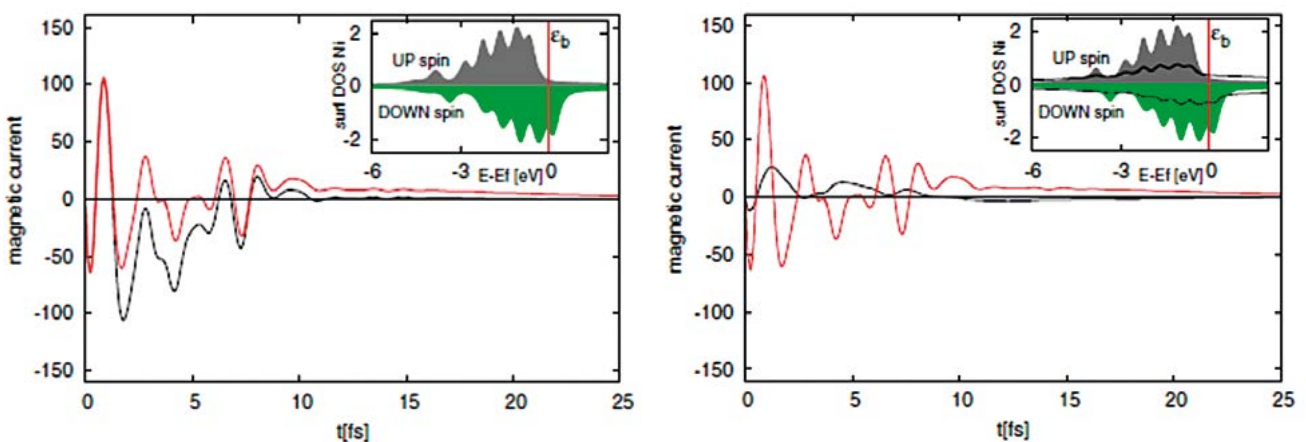 150
100
50
0
-50
-100
-150
magnetic current
0 5 10 15 20 25
t[fs]
surf DOS Ni
2
0
-2
UP spin
DOWN spin
εb
-6 -3 0
E-Ef [eV]
150
100
50
0
-50
-100
-150
magnetic current
0 5 10 15 20 25
t[fs]
surf DOS Ni
2
0
-2
UP spin
DOWN spin
εb
-6 -3 0
E-Ef [eV]